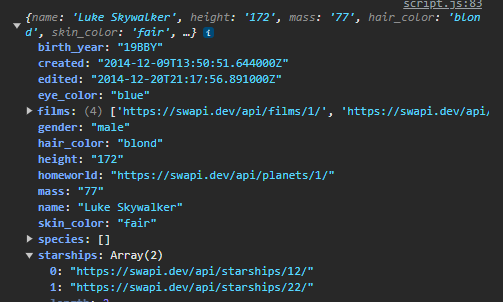 script.js:83
{name: 'Luke Skywalker', height: '172', mass: '77', hair_color: 'blon
d', skin_color: 'fair', …} i
birth_year: "19BBY"
created: "2014-12-09T13:50:51.644000Z"
edited: "2014-12-20T21:17:56.891000Z"
eye_color: "blue"
films: (4) ['https://swapi.dev/api/films/1/', 'https://swapi.dev/api,
gender: "male"
hair_color: "blond"
height: "172"
homeworld: "https://swapi.dev/api/planets/1/"
mass: "77"
name: "Luke Skywalker"
skin_color: "fair"
species: []
starships: Array(2)
0: "https://swapi.dev/api/starships/12/"
1: "https://swapi.dev/api/starships/22/"